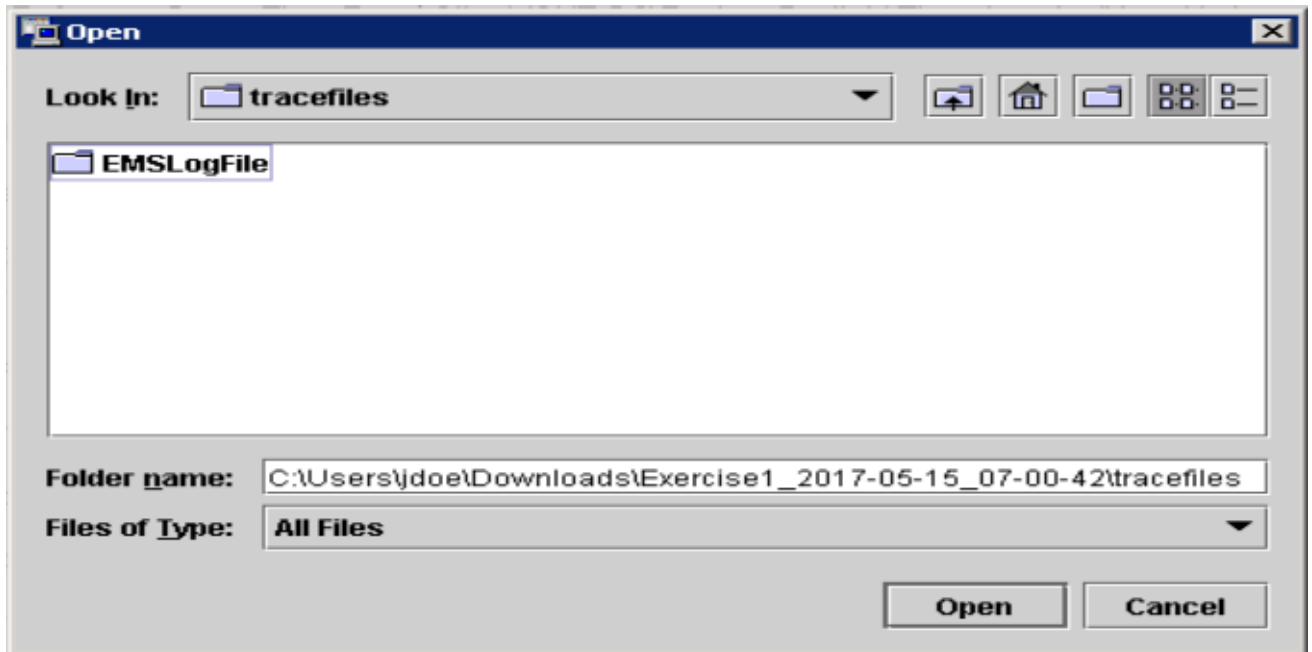 Open
Look In: tracefiles
EMSLogFile
Folder name: C:\Users\jdoe\Downloads\Exercise1_2017-05-15_07-00-42\tracefiles
Files of Type: All Files
Open Cancel